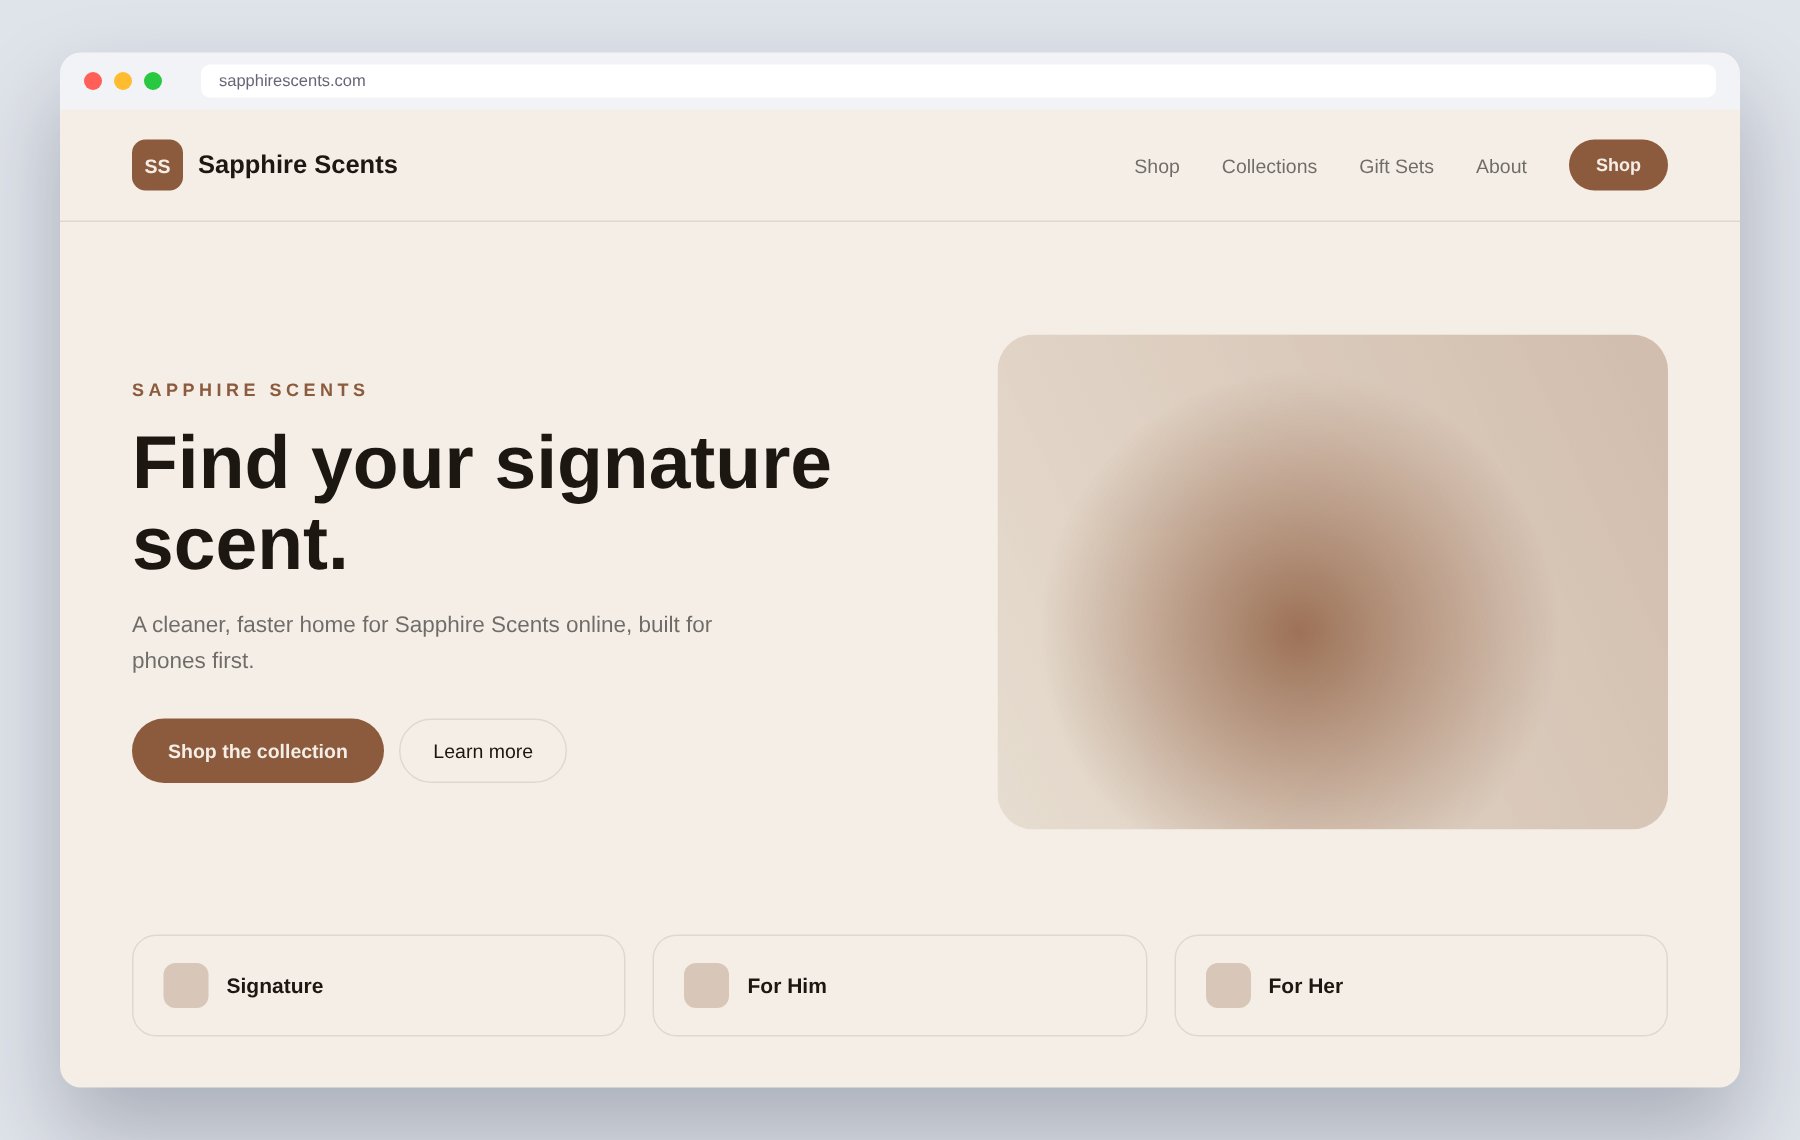 sapphirescents.com
SS
Sapphire Scents
Shop
Collections
Gift Sets
About
Shop
SAPPHIRE SCENTS
Find your signature
scent.
A cleaner, faster home for Sapphire Scents online, built for
phones first.
Shop the collection
Learn more
Signature
For Him
For Her